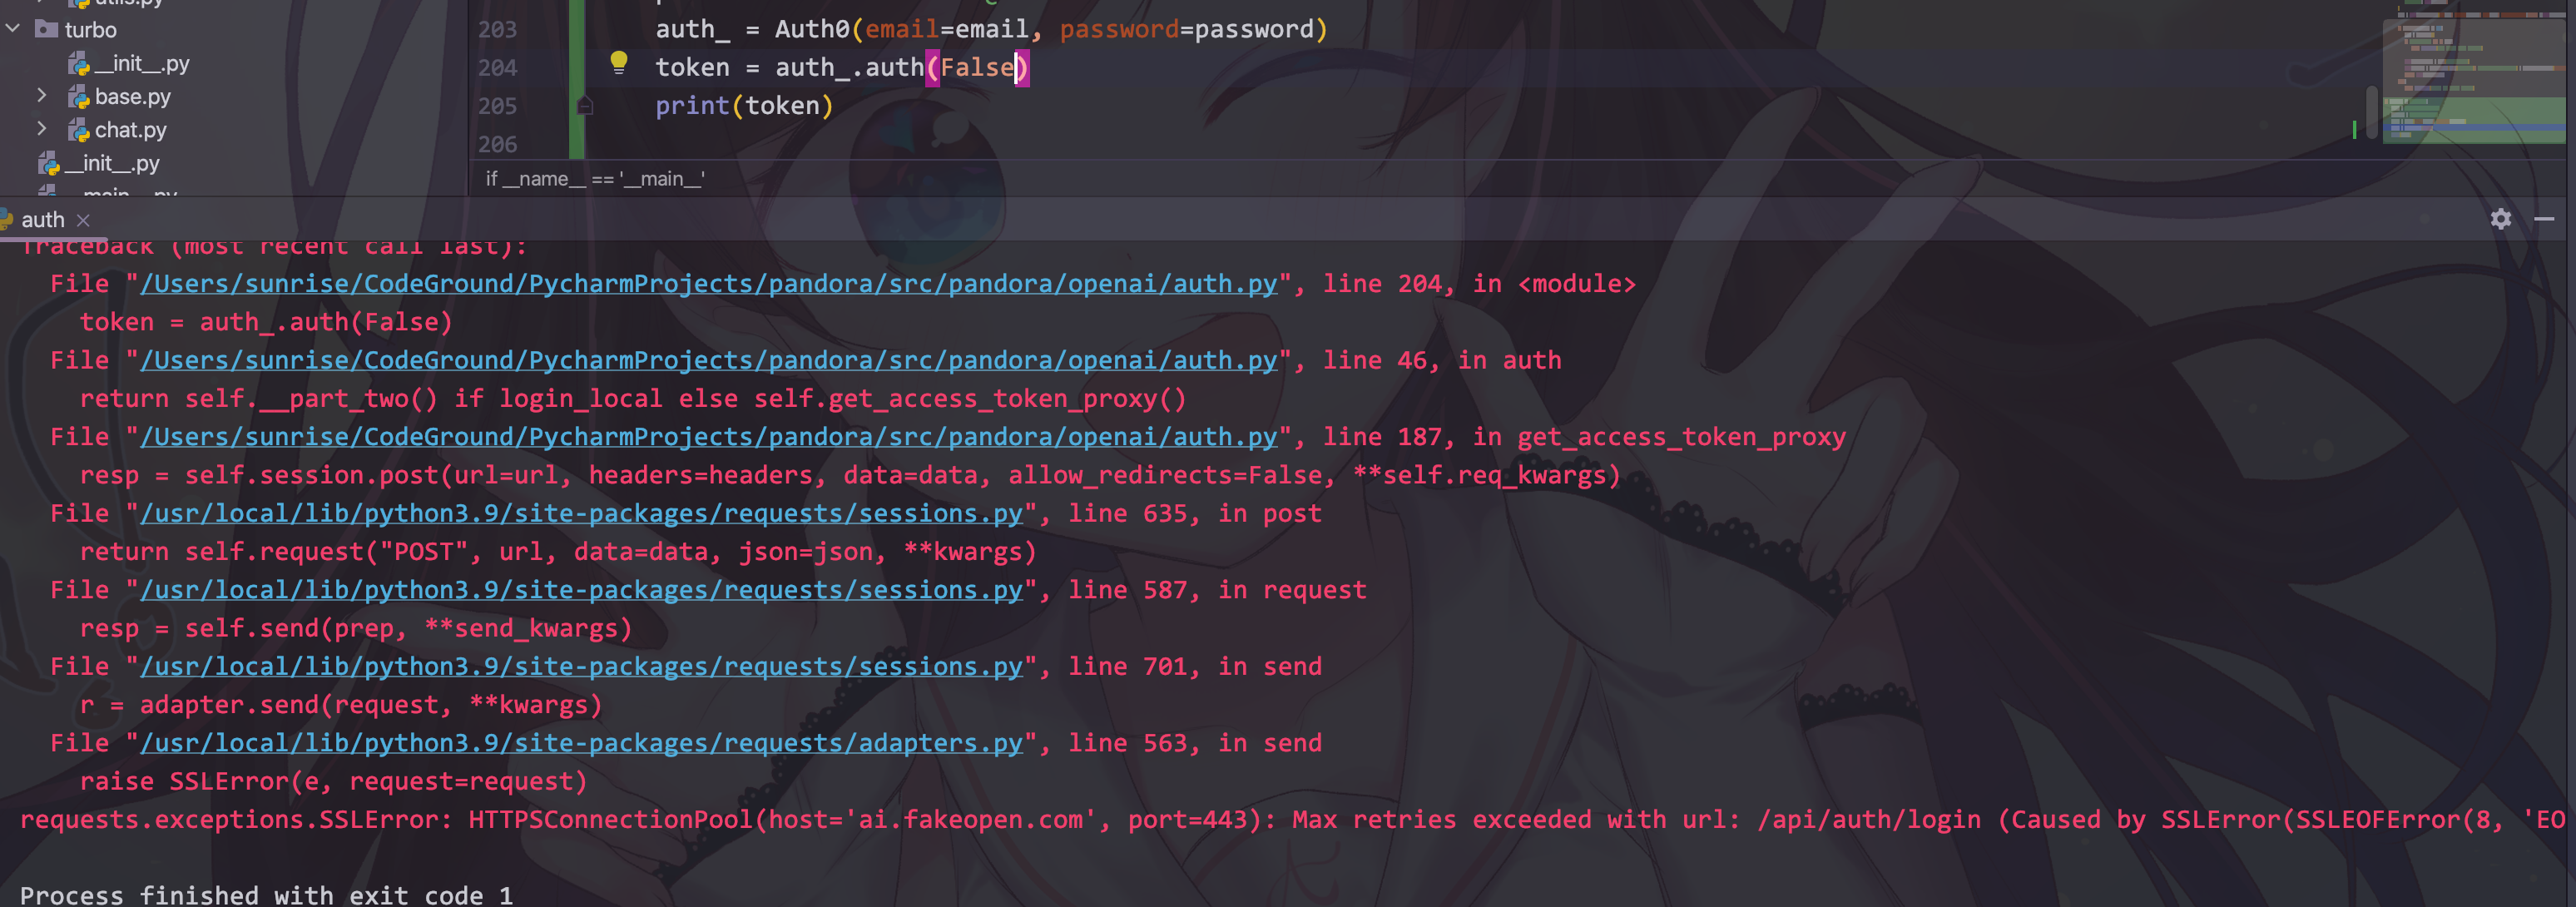 utils.py
turbo
__init__.py
base.py
chat.py
__init__.py
__main__.py
203 auth_ = Auth0(email=email, password=password)
204 token = auth_.auth(False)
205 print(token)
206
if __name__ == '__main__'
auth
Traceback (most recent call last):
File "/Users/sunrise/CodeGround/PycharmProjects/pandora/src/pandora/openai/auth.py", line 204, in <module>
token = auth_.auth(False)
File "/Users/sunrise/CodeGround/PycharmProjects/pandora/src/pandora/openai/auth.py", line 46, in auth
return self.__part_two() if login_local else self.get_access_token_proxy()
File "/Users/sunrise/CodeGround/PycharmProjects/pandora/src/pandora/openai/auth.py", line 187, in get_access_token_proxy
resp = self.session.post(url=url, headers=headers, data=data, allow_redirects=False, **self.req_kwargs)
File "/usr/local/lib/python3.9/site-packages/requests/sessions.py", line 635, in post
return self.request("POST", url, data=data, json=json, **kwargs)
File "/usr/local/lib/python3.9/site-packages/requests/sessions.py", line 587, in request
resp = self.send(prep, **send_kwargs)
File "/usr/local/lib/python3.9/site-packages/requests/sessions.py", line 701, in send
r = adapter.send(request, **kwargs)
File "/usr/local/lib/python3.9/site-packages/requests/adapters.py", line 563, in send
raise SSLError(e, request=request)
requests.exceptions.SSLError: HTTPSConnectionPool(host='ai.fakeopen.com', port=443): Max retries exceeded with url: /api/auth/login (Caused by SSLError(SSLEOFError(8, 'EO
Process finished with exit code 1